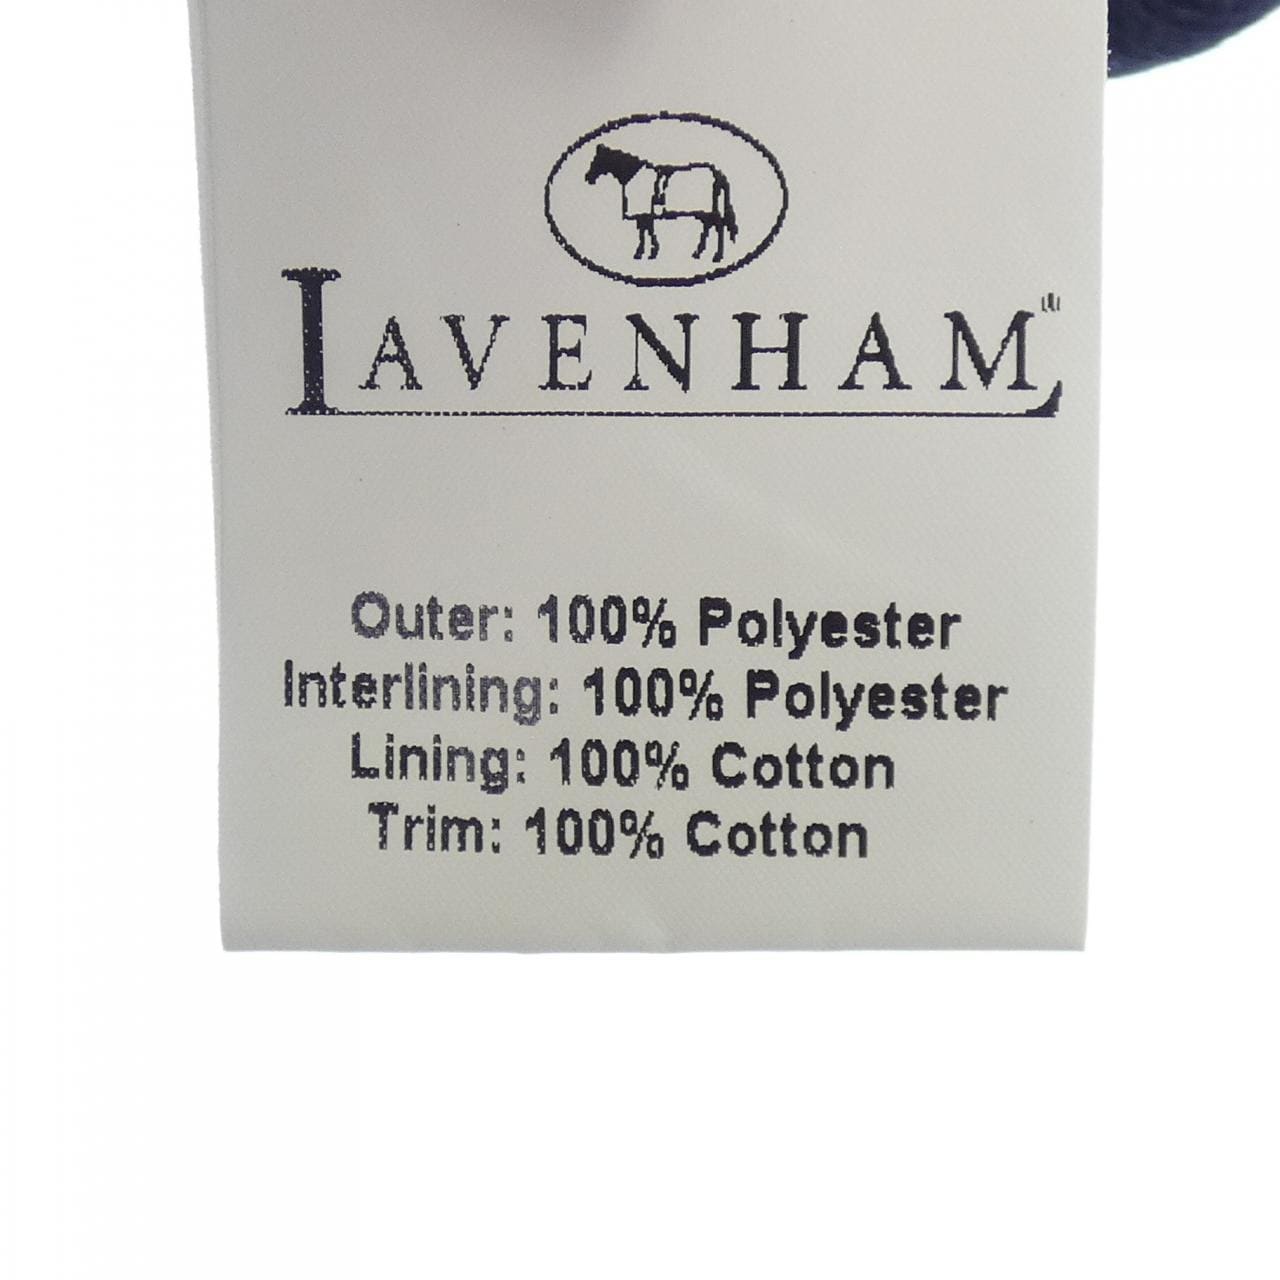 LAVENHAM
Outer: 100% Polyester
Interlining: 100% Polyester
Lining: 100% Cotton
Trim: 100% Cotton